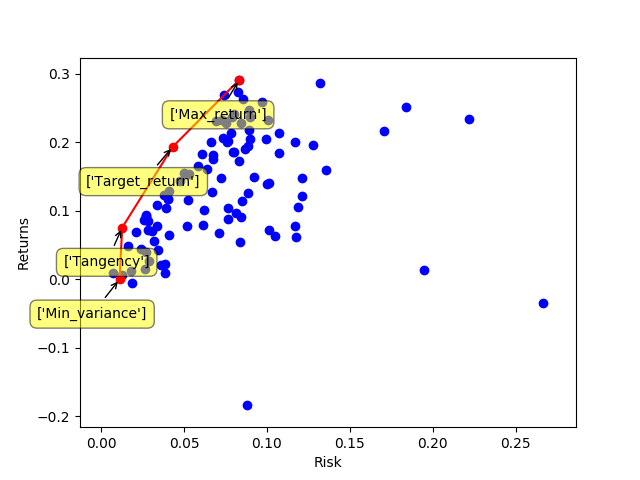 0.3
['Max_return']
0.2
['Target_return']
0.1
Returns
['Tangency']
0.0
['Min_variance']
−0.1
−0.2
0.00 0.05 0.10 0.15 0.20 0.25
Risk